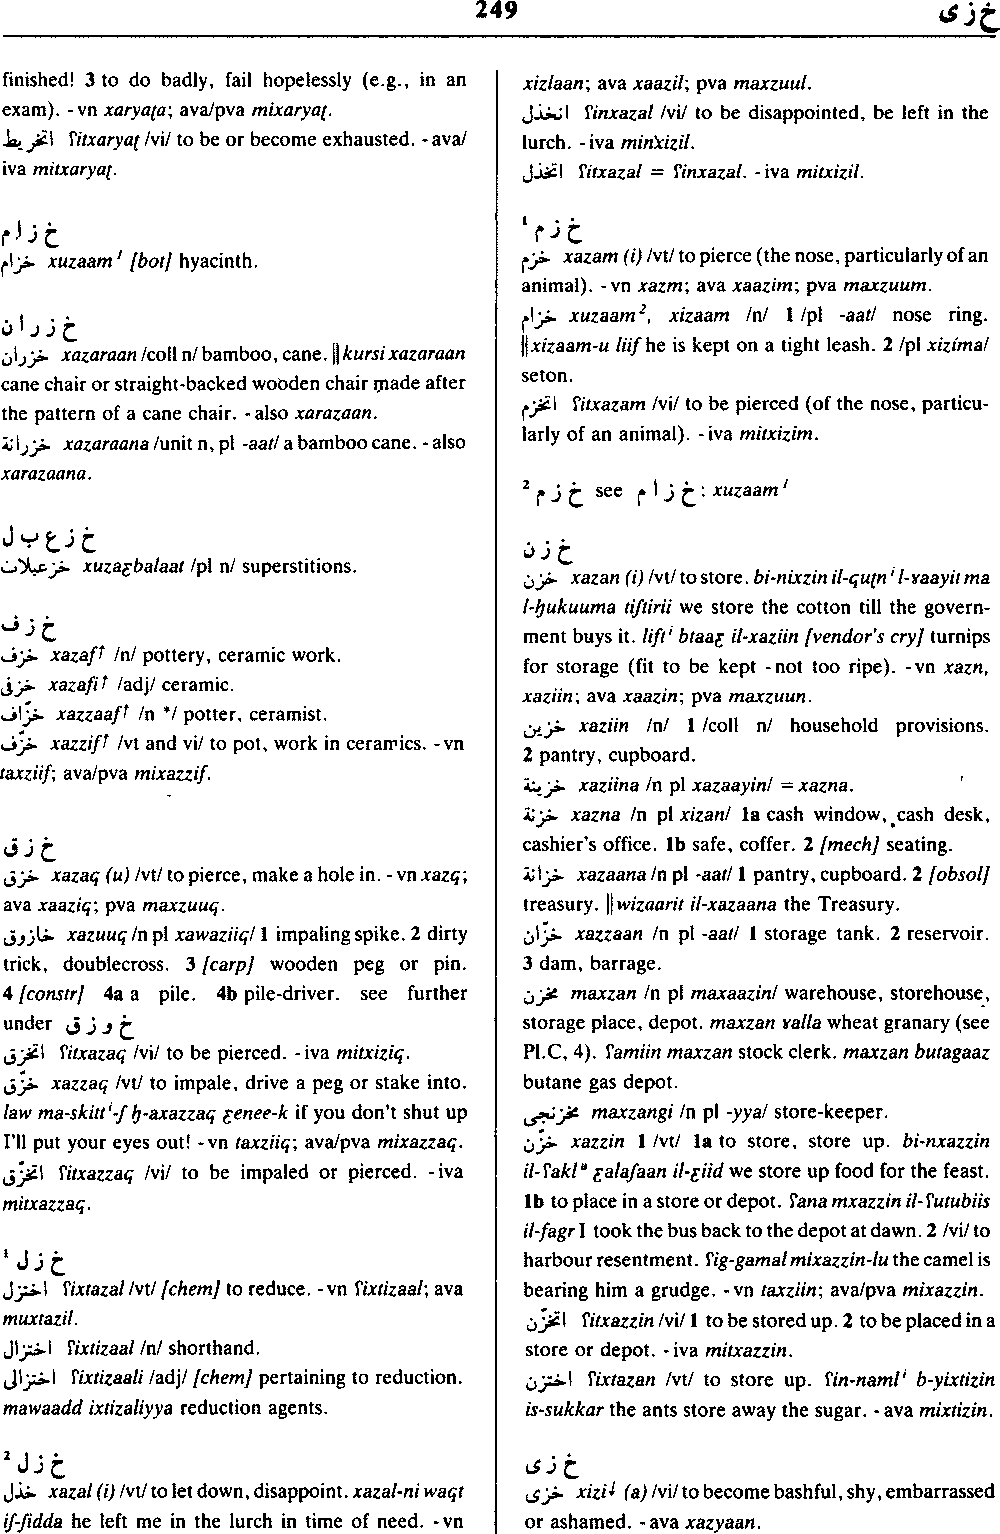 249
خ ز ى
finished! 3 to do badly, fail hopelessly (e.g., in an
exam). -vn xaryaṭa; ava/pva mixaryaṭ.
اتخريط ʕitxaryaṭ /vi/ to be or become exhausted. -ava/
iva mitxaryaṭ.
خ ز ا م
خزام xuzaam¹ [bot] hyacinth.
خ ز ر ا ن
خزران xazaraan /coll n/ bamboo, cane. ‖kursi xazaraan
cane chair or straight-backed wooden chair made after
the pattern of a cane chair. -also xarazaan.
خزرانة xazaraana /unit n, pl -aat/ a bamboo cane. -also
xarazaana.
خ ز ع ب ل
خزعبلات xuzaƹbalaat /pl n/ superstitions.
خ ز ف
خزف xazaf↑ /n/ pottery, ceramic work.
خزفى xazafi↑ /adj/ ceramic.
خزّاف xazzaaf↑ /n */ potter, ceramist.
خزّف xazzif↑ /vt and vi/ to pot, work in ceramics. -vn
taxziif; ava/pva mixazzif.
خ ز ق
خزق xazaq (u) /vt/ to pierce, make a hole in. -vn xazq;
ava xaaziq; pva maxzuuq.
خازوق xazuuq /n pl xawaziiq/ 1 impaling spike. 2 dirty
trick, doublecross. 3 [carp] wooden peg or pin.
4 [constr] 4a a pile. 4b pile-driver. see further
under خ و ز ق
اتخزق ʕitxazaq /vi/ to be pierced. -iva mitxiziq.
خزّق xazzaq /vt/ to impale, drive a peg or stake into.
law ma-skittⁱ-ʃ ḥ-axazzaq ƹenee-k if you don't shut up
I'll put your eyes out! -vn taxziiq; ava/pva mixazzaq.
اتخزّق ʕitxazzaq /vi/ to be impaled or pierced. -iva
mitxazzaq.
خ ز ل ¹
اختزل ʕixtazal /vt/ [chem] to reduce. -vn ʕixtizaal; ava
muxtazil.
اختزال ʕixtizaal /n/ shorthand.
اختزالى ʕixtizaali /adj/ [chem] pertaining to reduction.
mawaadd ixtizaliyya reduction agents.
خ ز ل ²
خذل xazal (i) /vt/ to let down, disappoint. xazal-ni waqt
iʃ-ʃidda he left me in the lurch in time of need. -vn
xizlaan; ava xaazil; pva maxzuul.
انخذل ʕinxazal /vi/ to be disappointed, be left in the
lurch. -iva minxizil.
اتخذل ʕitxazal = ʕinxazal. -iva mitxizil.
خ ز م ¹
خزم xazam (i) /vt/ to pierce (the nose, particularly of an
animal). -vn xazm; ava xaazim; pva maxzuum.
خزام xuzaam², xizaam /n/ 1 /pl -aat/ nose ring.
‖xizaam-u liif he is kept on a tight leash. 2 /pl xizima/
seton.
اتخزم ʕitxazam /vi/ to be pierced (of the nose, particu-
larly of an animal). -iva mitxizim.
خ ز م ² see خ ز ا م : xuzaam¹
خ ز ن
خزن xazan (i) /vt/ to store. bi-nixzin il-quṭnⁱ l-ɣaayit ma
l-ḥukuuma tiʃtirii we store the cotton till the govern-
ment buys it. liftⁱ btaaƹ il-xaziin [vendor's cry] turnips
for storage (fit to be kept -not too ripe). -vn xazn,
xaziin; ava xaazin; pva maxzuun.
خزين xaziin /n/ 1 /coll n/ household provisions.
2 pantry, cupboard.
خزينة xaziina /n pl xazaayin/ = xazna.
خزنة xazna /n pl xizan/ 1a cash window, cash desk,
cashier's office. 1b safe, coffer. 2 [mech] seating.
خزانة xazaana /n pl -aat/ 1 pantry, cupboard. 2 [obsol]
treasury. ‖wizaarit il-xazaana the Treasury.
خزّان xazzaan /n pl -aat/ 1 storage tank. 2 reservoir.
3 dam, barrage.
مخزن maxzan /n pl maxaazin/ warehouse, storehouse,
storage place, depot. maxzan ɣalla wheat granary (see
Pl.C, 4). ʕamiin maxzan stock clerk. maxzan butagaaz
butane gas depot.
مخزنجى maxzangi /n pl -yya/ store-keeper.
خزّن xazzin 1 /vt/ 1a to store, store up. bi-nxazzin
il-ʕaklᵘ ƹalaʃaan il-ƹiid we store up food for the feast.
1b to place in a store or depot. ʕana mxazzin il-ʕutubiis
il-fagr I took the bus back to the depot at dawn. 2 /vi/ to
harbour resentment. ʕig-gamal mixazzin-lu the camel is
bearing him a grudge. -vn taxziin; ava/pva mixazzin.
اتخزّن ʕitxazzin /vi/ 1 to be stored up. 2 to be placed in a
store or depot. -iva mitxazzin.
اختزن ʕixtazan /vt/ to store up. ʕin-namlⁱ b-yixtizin
is-sukkar the ants store away the sugar. -ava mixtizin.
خ ز ى
خزى xizi↓ (a) /vi/ to become bashful, shy, embarrassed
or ashamed. -ava xazyaan.